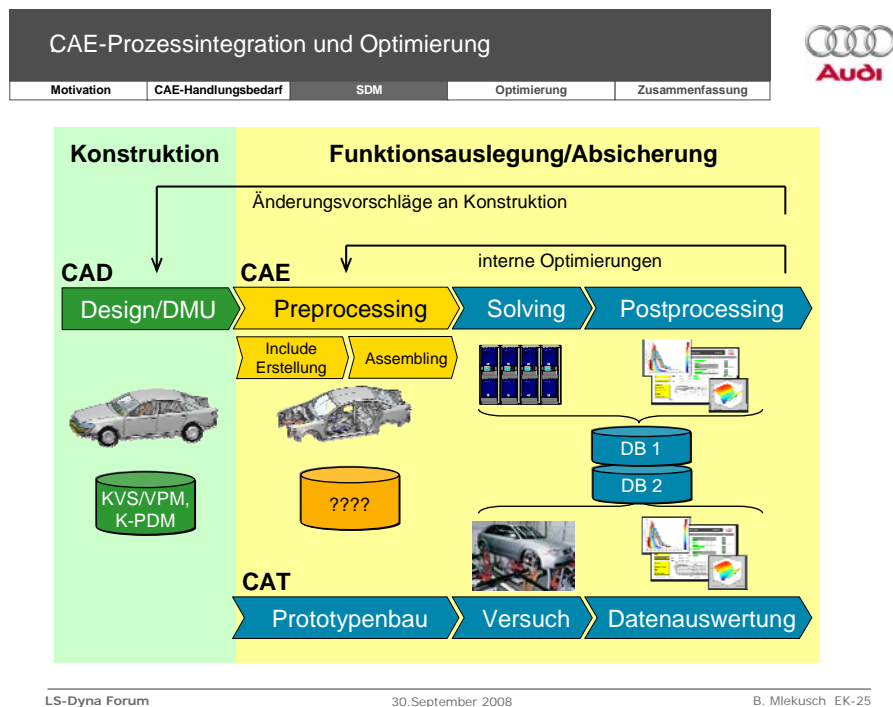 CAE-Prozessintegration und Optimierung
Audi
Motivation
CAE-Handlungsbedarf
SDM
Optimierung
Zusammenfassung
Konstruktion
Funktionsauslegung/Absicherung
Änderungsvorschläge an Konstruktion
interne Optimierungen
CAD
CAE
Design/DMU
Preprocessing
Solving
Postprocessing
Include
Erstellung
Assembling
DB 1
DB 2
KVS/VPM,
K-PDM
????
CAT
Prototypenbau
Versuch
Datenauswertung
LS-Dyna Forum
30.September 2008
B. Mlekusch EK-25